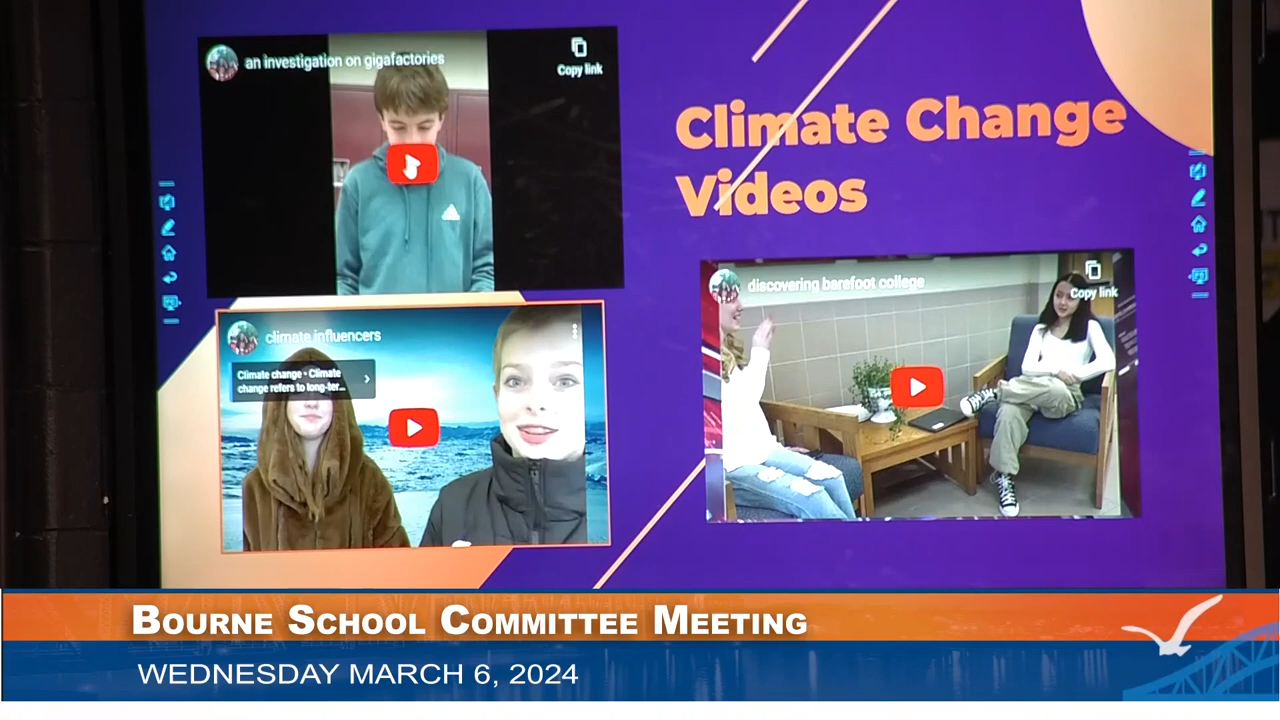 an investigation on gigafactories
Copy link
Climate Change
Videos
discovering barefoot college
Copy link
climate influencers
Climate change • Climate
change refers to long-ter...
BOURNE SCHOOL COMMITTEE MEETING
WEDNESDAY MARCH 6, 2024